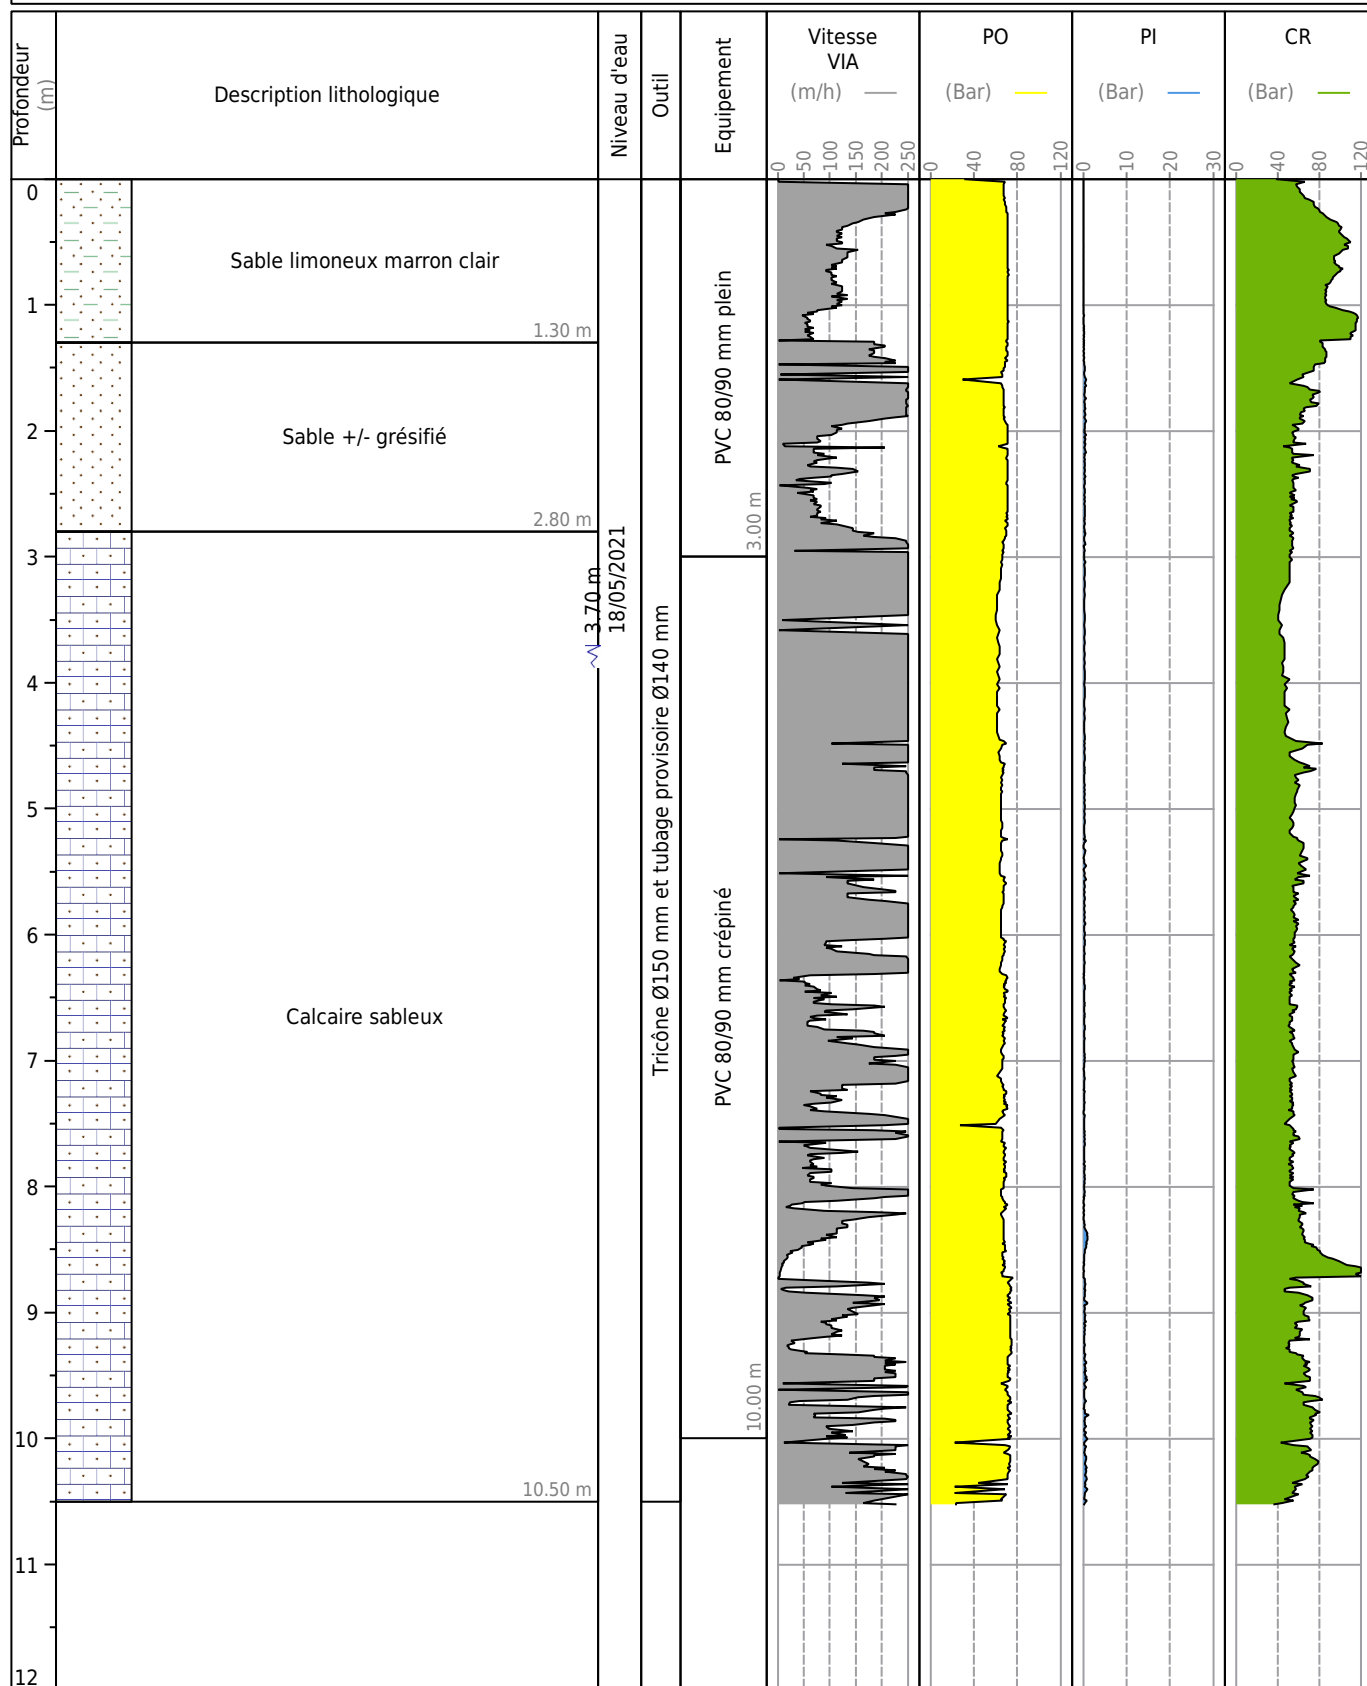 Profondeur
(m)
Description lithologique
Niveau d'eau
Outil
Equipement
Vitesse
VIA
(m/h)
0
50
100
150
200
250
PO
(Bar)
0
40
80
120
PI
(Bar)
0
10
20
30
CR
(Bar)
0
40
80
120
0
1
2
3
4
5
6
7
8
9
10
11
12
Sable limoneux marron clair
1.30 m
Sable +/- grésifié
2.80 m
Calcaire sableux
10.50 m
3.70 m
18/05/2021
Tricône Ø150 mm et tubage provisoire Ø140 mm
PVC 80/90 mm plein
3.00 m
PVC 80/90 mm crépiné
10.00 m